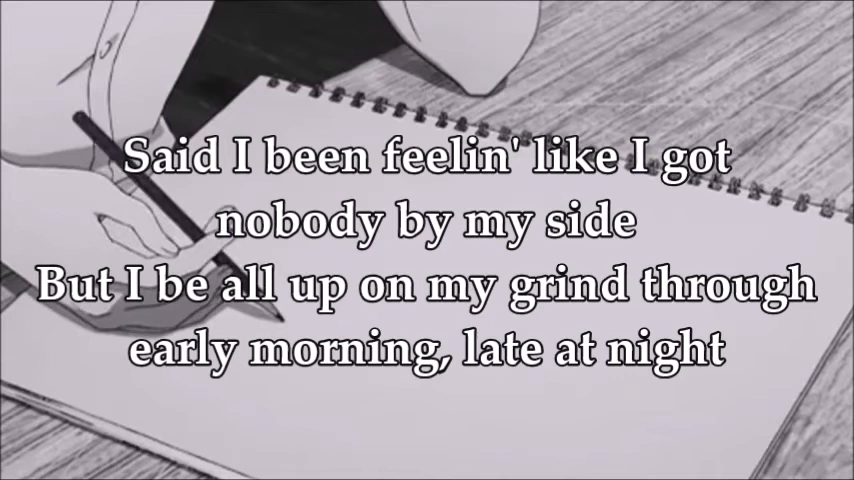 Said I been feelin' like I got
nobody by my side
But I be all up on my grind through
early morning, late at night